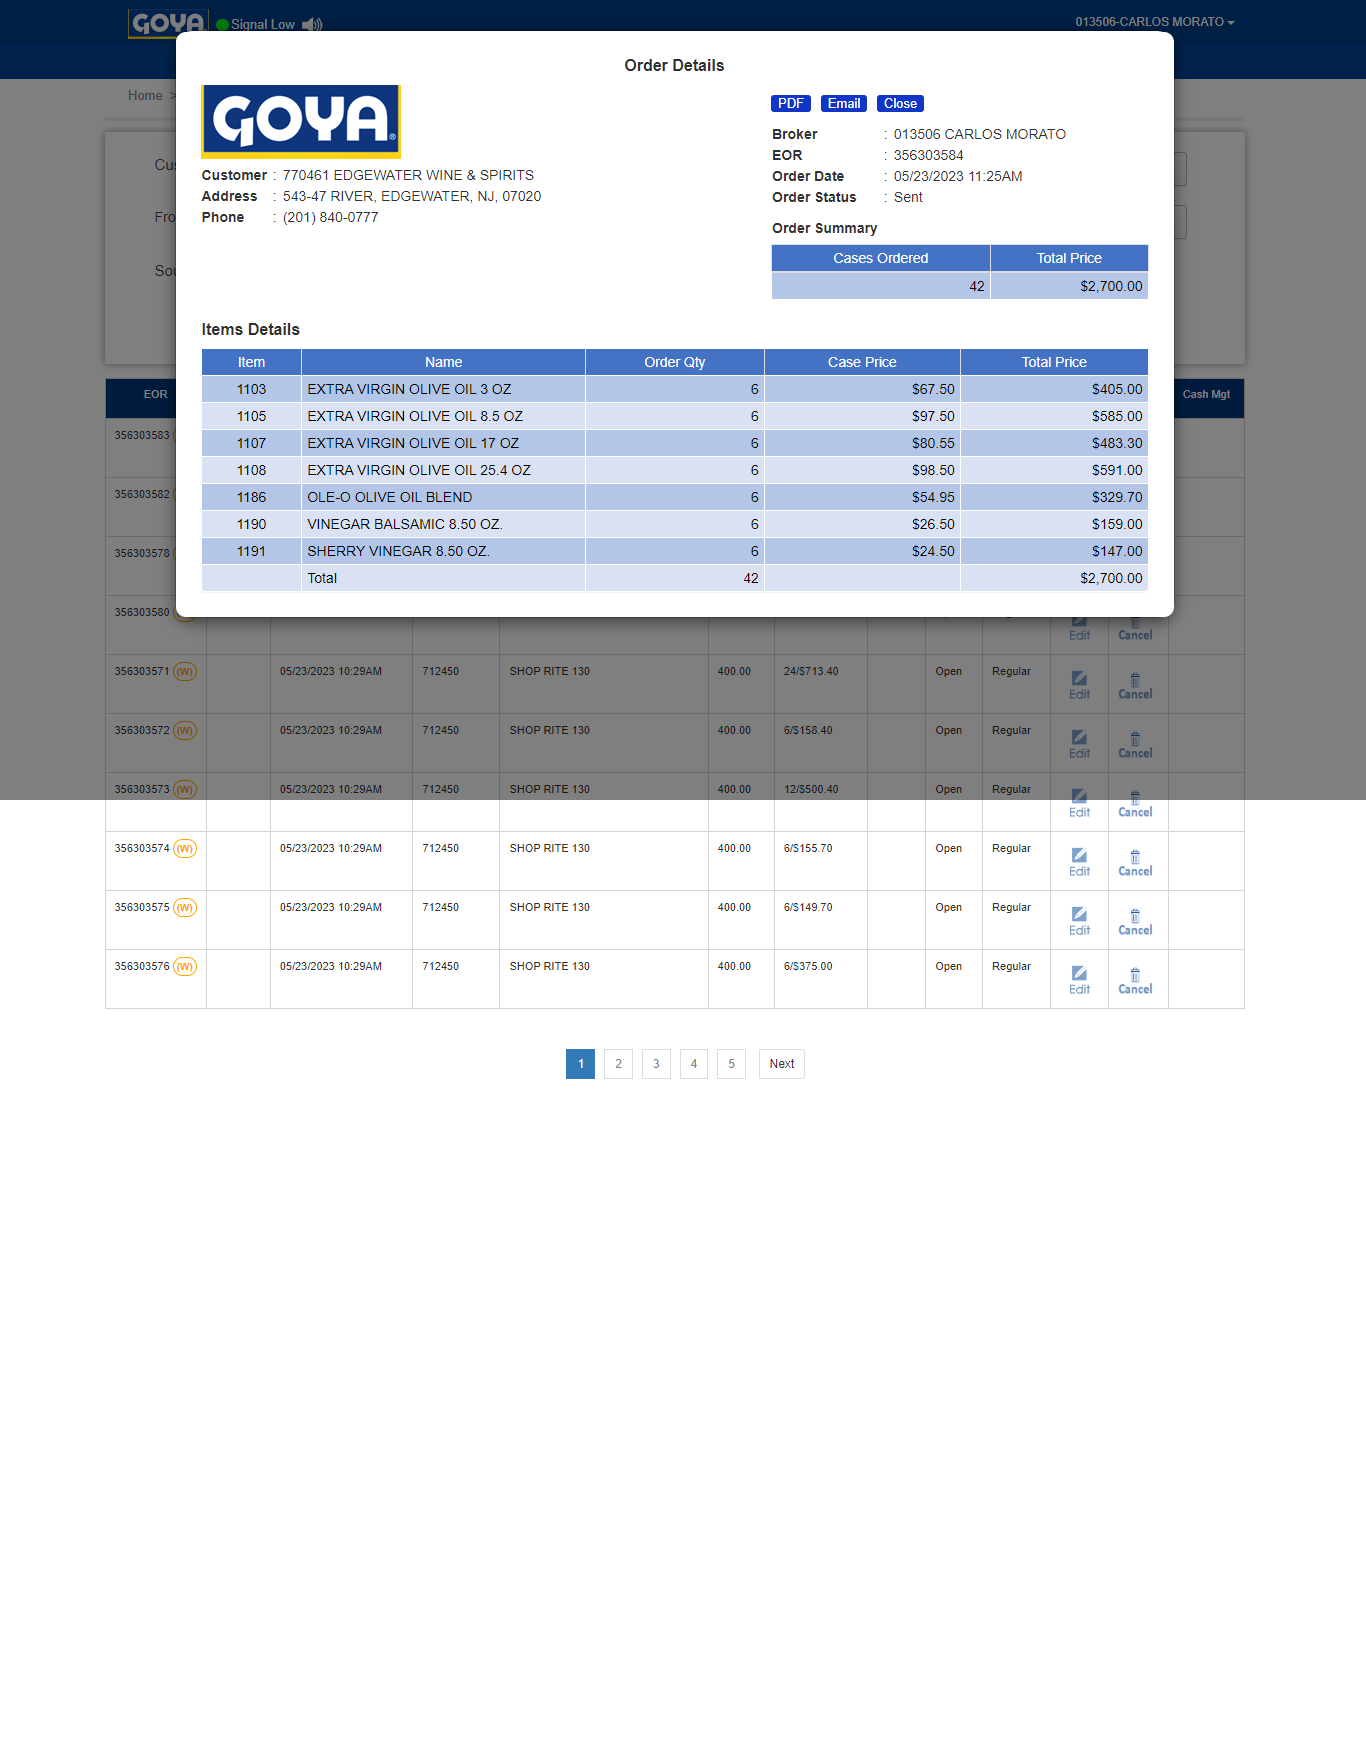 GOYA
Signal Low
013506-CARLOS MORATO
Home >
Order Details
GOYA®
PDF Email Close
Broker : 013506 CARLOS MORATO
EOR : 356303584
Order Date : 05/23/2023 11:25AM
Order Status : Sent
Customer : 770461 EDGEWATER WINE & SPIRITS
Address : 543-47 RIVER, EDGEWATER, NJ, 07020
Phone : (201) 840-0777
Order Summary
Cases Ordered Total Price
42 $2,700.00
Items Details
Item Name Order Qty Case Price Total Price
1103 EXTRA VIRGIN OLIVE OIL 3 OZ 6 $67.50 $405.00
1105 EXTRA VIRGIN OLIVE OIL 8.5 OZ 6 $97.50 $585.00
1107 EXTRA VIRGIN OLIVE OIL 17 OZ 6 $80.55 $483.30
1108 EXTRA VIRGIN OLIVE OIL 25.4 OZ 6 $98.50 $591.00
1186 OLE-O OLIVE OIL BLEND 6 $54.95 $329.70
1190 VINEGAR BALSAMIC 8.50 OZ. 6 $26.50 $159.00
1191 SHERRY VINEGAR 8.50 OZ. 6 $24.50 $147.00
Total 42 $2,700.00
EOR Cash Mgt
356303583
356303582
356303578
356303580 Edit Cancel
356303571 (W) 05/23/2023 10:29AM 712450 SHOP RITE 130 400.00 24/$713.40 Open Regular Edit Cancel
356303572 (W) 05/23/2023 10:29AM 712450 SHOP RITE 130 400.00 6/$158.40 Open Regular Edit Cancel
356303573 (W) 05/23/2023 10:29AM 712450 SHOP RITE 130 400.00 12/$500.40 Open Regular Edit Cancel
356303574 (W) 05/23/2023 10:29AM 712450 SHOP RITE 130 400.00 6/$155.70 Open Regular Edit Cancel
356303575 (W) 05/23/2023 10:29AM 712450 SHOP RITE 130 400.00 6/$149.70 Open Regular Edit Cancel
356303576 (W) 05/23/2023 10:29AM 712450 SHOP RITE 130 400.00 6/$375.00 Open Regular Edit Cancel
1 2 3 4 5 Next